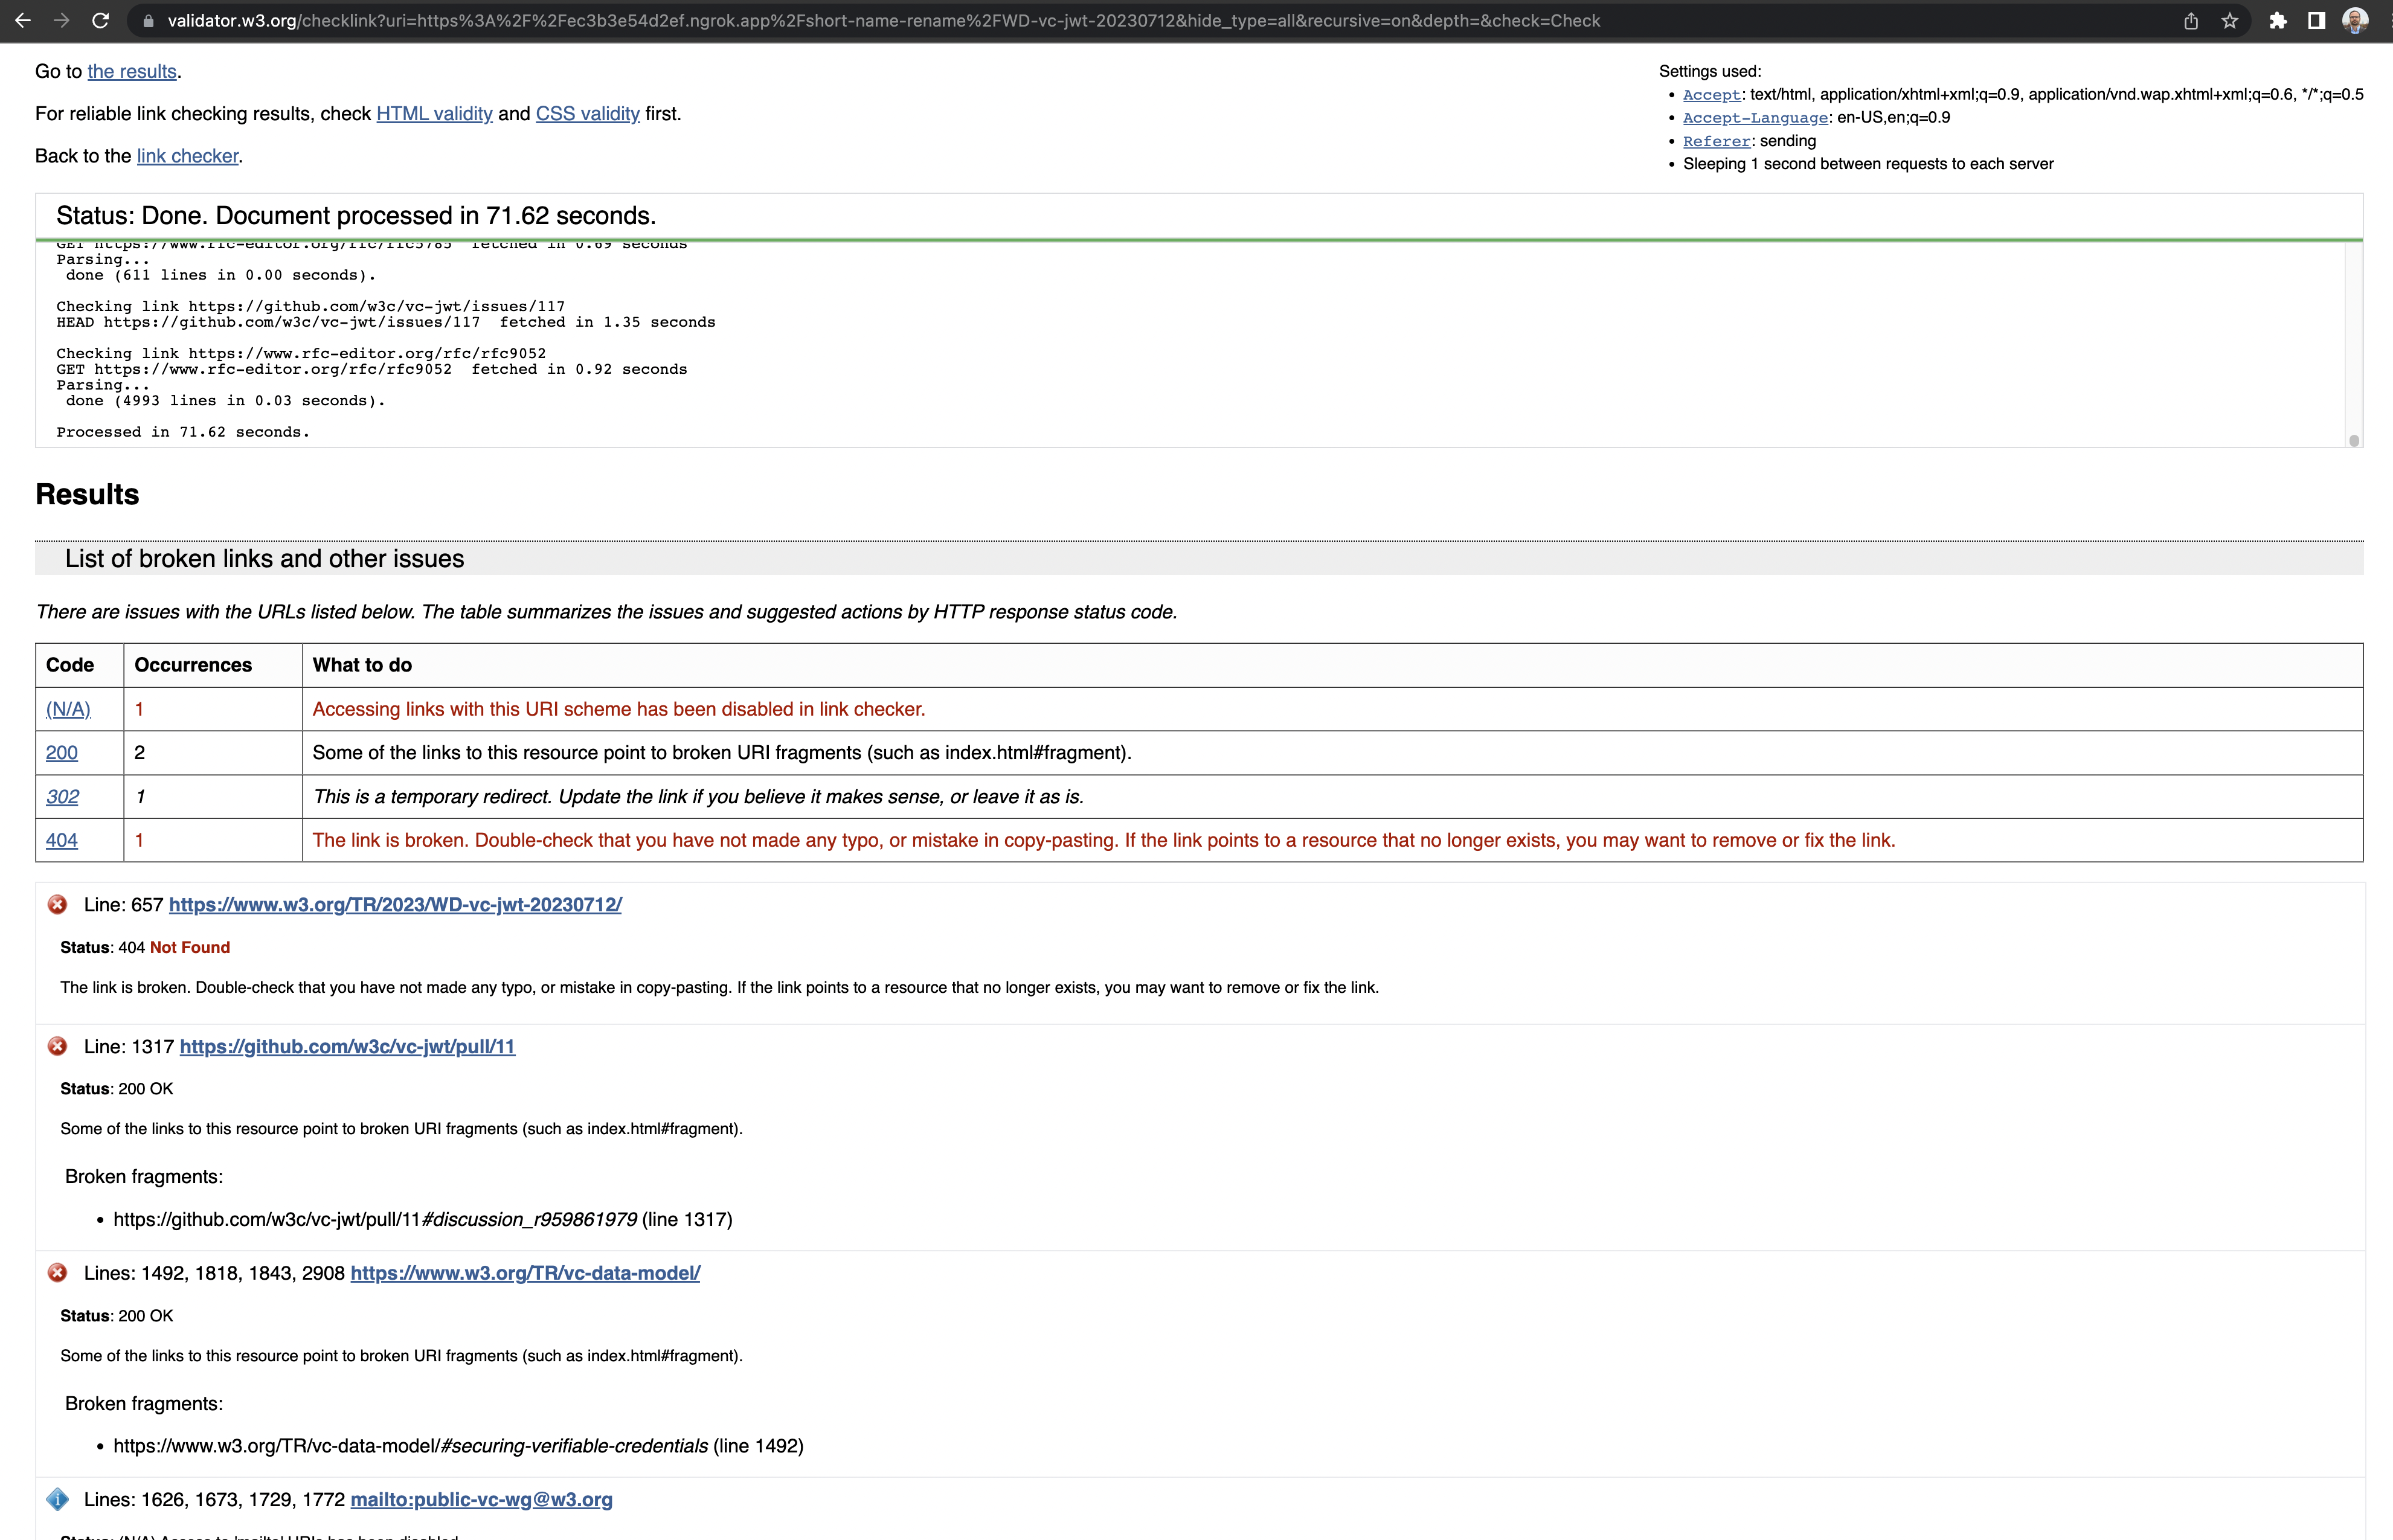 validator.w3.org/checklink?uri=https%3A%2F%2Fec3b3e54d2ef.ngrok.app%2Fshort-name-rename%2FWD-vc-jwt-20230712&hide_type=all&recursive=on&depth=&check=Check
Go to the results.
For reliable link checking results, check HTML validity and CSS validity first.
Back to the link checker.
Settings used:
• Accept: text/html, application/xhtml+xml;q=0.9, application/vnd.wap.xhtml+xml;q=0.6, */*;q=0.5
• Accept-Language: en-US,en;q=0.9
• Referer: sending
• Sleeping 1 second between requests to each server
Status: Done. Document processed in 71.62 seconds.
GET https://www.rfc-editor.org/rfc/rfc5785  fetched in 0.69 seconds
Parsing...
done (611 lines in 0.00 seconds).
Checking link https://github.com/w3c/vc-jwt/issues/117
HEAD https://github.com/w3c/vc-jwt/issues/117  fetched in 1.35 seconds
Checking link https://www.rfc-editor.org/rfc/rfc9052
GET https://www.rfc-editor.org/rfc/rfc9052  fetched in 0.92 seconds
Parsing...
done (4993 lines in 0.03 seconds).
Processed in 71.62 seconds.
Results
List of broken links and other issues
There are issues with the URLs listed below. The table summarizes the issues and suggested actions by HTTP response status code.
Code Occurrences What to do
(N/A) 1 Accessing links with this URI scheme has been disabled in link checker.
200 2 Some of the links to this resource point to broken URI fragments (such as index.html#fragment).
302 1 This is a temporary redirect. Update the link if you believe it makes sense, or leave it as is.
404 1 The link is broken. Double-check that you have not made any typo, or mistake in copy-pasting. If the link points to a resource that no longer exists, you may want to remove or fix the link.
Line: 657 https://www.w3.org/TR/2023/WD-vc-jwt-20230712/
Status: 404 Not Found
The link is broken. Double-check that you have not made any typo, or mistake in copy-pasting. If the link points to a resource that no longer exists, you may want to remove or fix the link.
Line: 1317 https://github.com/w3c/vc-jwt/pull/11
Status: 200 OK
Some of the links to this resource point to broken URI fragments (such as index.html#fragment).
Broken fragments:
• https://github.com/w3c/vc-jwt/pull/11#discussion_r959861979 (line 1317)
Lines: 1492, 1818, 1843, 2908 https://www.w3.org/TR/vc-data-model/
Status: 200 OK
Some of the links to this resource point to broken URI fragments (such as index.html#fragment).
Broken fragments:
• https://www.w3.org/TR/vc-data-model/#securing-verifiable-credentials (line 1492)
Lines: 1626, 1673, 1729, 1772 mailto:public-vc-wg@w3.org
Status: (N/A) Access to 'mailto' URIs has been disabled